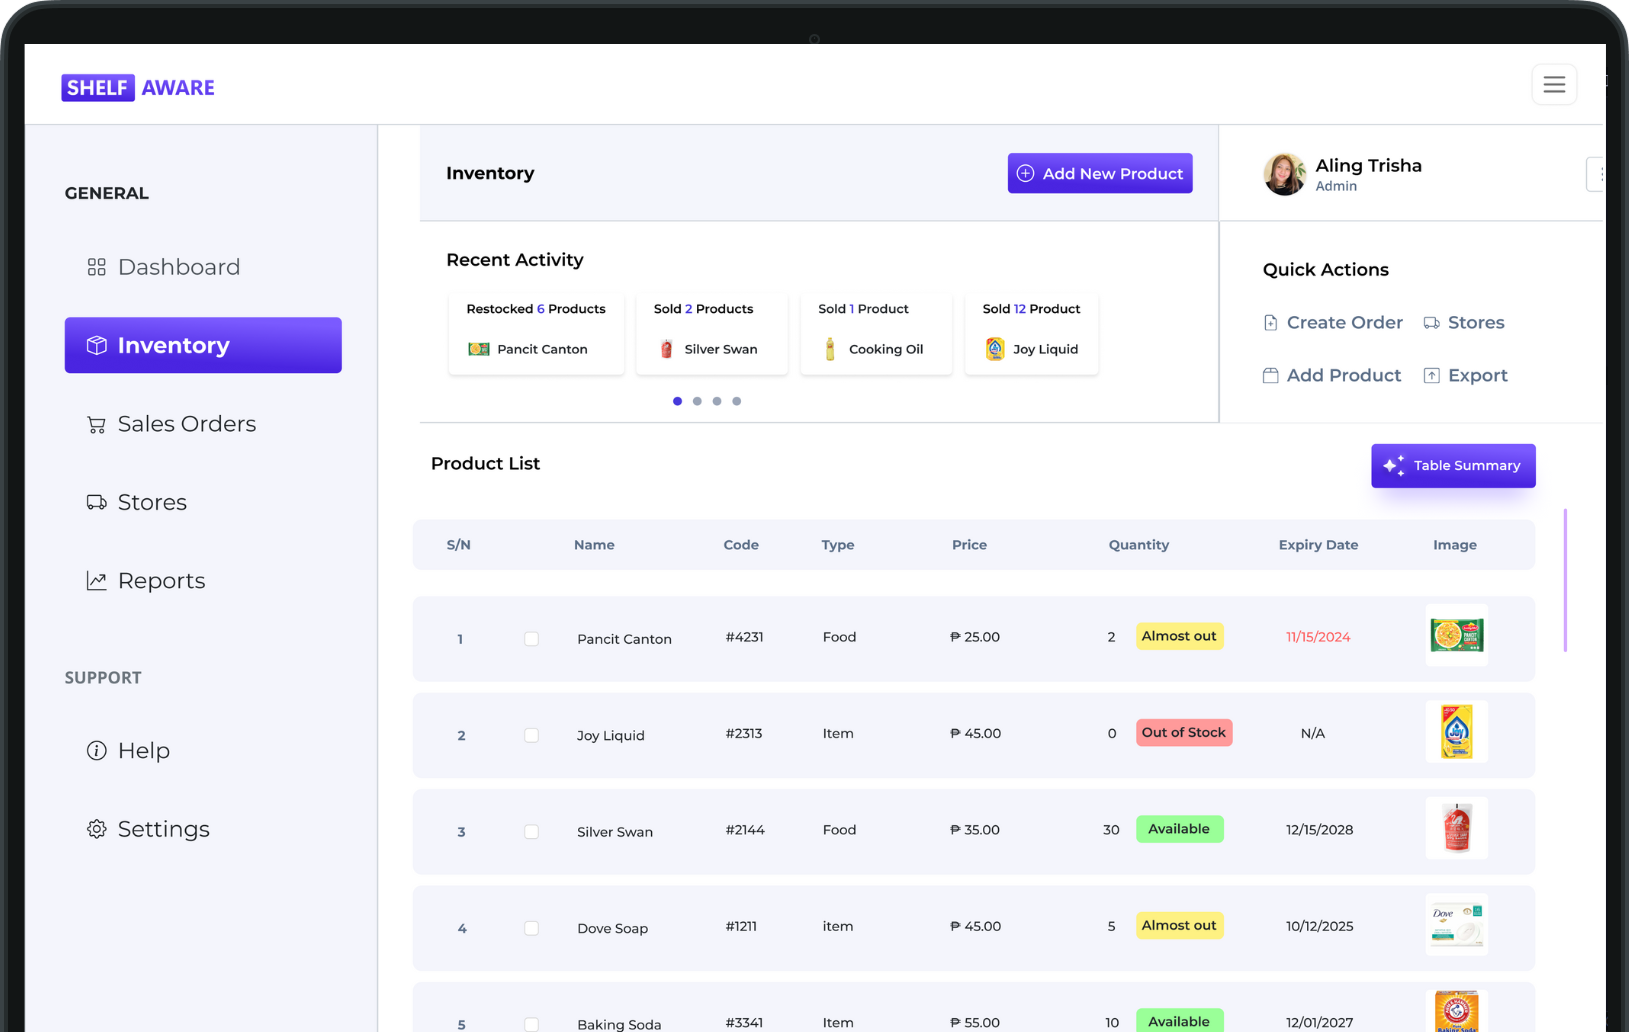 SHELF AWARE
GENERAL
Dashboard
Inventory
Sales Orders
Stores
Reports
SUPPORT
Help
Settings
Inventory
Add New Product
Aling Trisha
Admin
Recent Activity
Restocked 6 Products
Pancit Canton
Sold 2 Products
Silver Swan
Sold 1 Product
Cooking Oil
Sold 12 Product
Joy Liquid
Quick Actions
Create Order
Stores
Add Product
Export
Product List
Table Summary
S/N Name Code Type Price Quantity Expiry Date Image
1 Pancit Canton #4231 Food ₱ 25.00 2 Almost out 11/15/2024
2 Joy Liquid #2313 Item ₱ 45.00 0 Out of Stock N/A
Joy
3 Silver Swan #2144 Food ₱ 35.00 30 Available 12/15/2028
4 Dove Soap #1211 item ₱ 45.00 5 Almost out 10/12/2025
Dove
5 Baking Soda #3341 Item ₱ 55.00 10 Available 12/01/2027